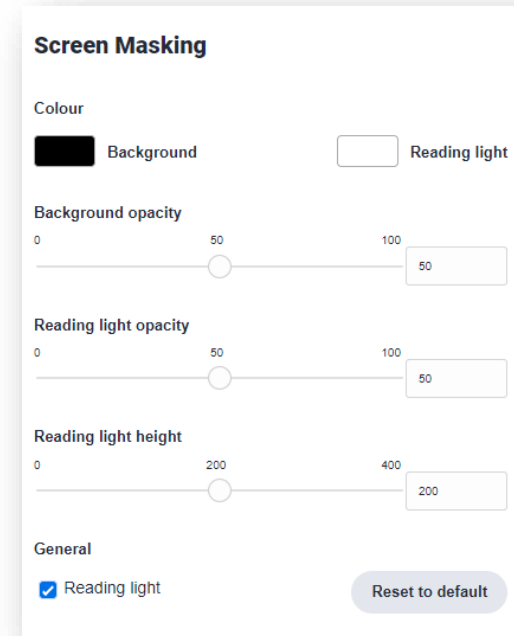 Screen Masking
Colour
Background Reading light
Background opacity
0 50 100
50
Reading light opacity
0 50 100
50
Reading light height
0 200 400
200
General
Reading light Reset to default